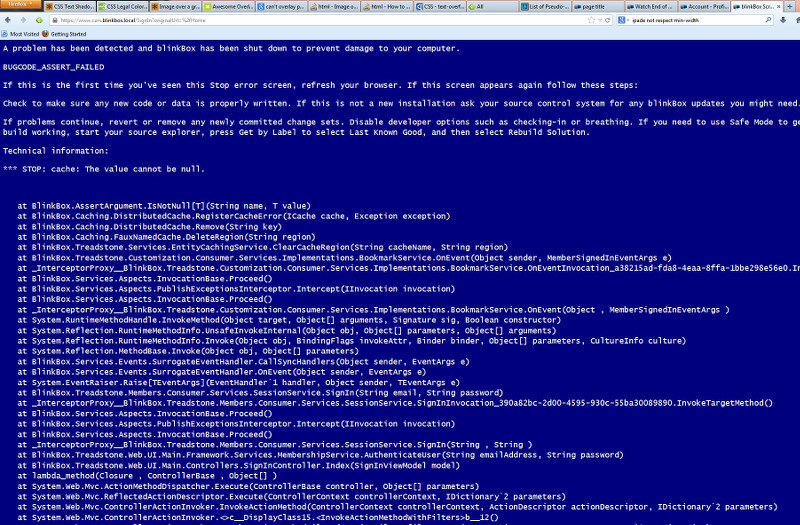 firefox
CSS Text Shado...
CSS Legal Color...
Image over a gi...
Awesome Overl...
can't overlay p...
html - Image o...
html - How to ...
CSS - text-overf...
All
List of Pseudo-...
page title
Watch End of ...
Account - Profi...
blinkBox Scr...
https://www.uat.blinkbox.local/SignIn?originalUrl=%2Fhome
ipade not respect min-width
Most Visited
Getting Started
A problem has been detected and blinkBox has been shut down to prevent damage to your computer.
BUGCODE_ASSERT_FAILED
If this is the first time you've seen this Stop error screen, refresh your browser. If this screen appears again follow these steps:
Check to make sure any new code or data is properly written. If this is not a new installation ask your source control system for any blinkBox updates you might need.
If problems continue, revert or remove any newly committed change sets. Disable developer options such as checking-in or breathing. If you need to use Safe Mode to ge
build working, start your source explorer, press Get by Label to select Last Known Good, and then select Rebuild Solution.
Technical information:
*** STOP: cache: The value cannot be null.
at BlinkBox.AssertArgument.IsNotNull[T](String name, T value)
at BlinkBox.Caching.DistributedCache.RegisterCacheError(ICache cache, Exception exception)
at BlinkBox.Caching.DistributedCache.Remove(String key)
at BlinkBox.Caching.FauxNamedCache.DeleteRegion(String region)
at BlinkBox.Treadstone.Services.EntityCachingService.ClearCacheRegion(String cacheName, String region)
at BlinkBox.Treadstone.Customization.Consumer.Service.Implementations.BookmarkService.OnEvent(Object sender, MemberSignedInEventArgs e)
at _InterceptorProxy__BlinkBox.Treadstone.Customization.Consumer.Service.Implementations.BookmarkService.OnEventInvocation_a38215ad-fda8-4eaa-8ffa-1bbe298e56e0.In
at BlinkBox.Services.Aspects.InvocationBase.Proceed()
at BlinkBox.Services.Aspects.PublishExceptionsInterceptor.Intercept(IInvocation invocation)
at BlinkBox.Services.Aspects.InvocationBase.Proceed()
at _InterceptorProxy__BlinkBox.Treadstone.Customization.Consumer.Service.Implementations.BookmarkService.OnEvent(Object , MemberSignedInEventArgs )
at System.RuntimeMethodHandle.InvokeMethod(Object target, Object[] arguments, Signature sig, Boolean constructor)
at System.Reflection.RuntimeMethodInfo.UnsafeInvokeInternal(Object obj, Object[] parameters, Object[] arguments)
at System.Reflection.RuntimeMethodInfo.Invoke(Object obj, BindingFlags invokeAttr, Binder binder, Object[] parameters, CultureInfo culture)
at System.Reflection.MethodBase.Invoke(Object obj, Object[] parameters)
at BlinkBox.Services.Events.SurrogateEventHandler.CallSyncHandlers(Object sender, EventArgs e)
at BlinkBox.Services.Events.SurrogateEventHandler.OnEvent(Object sender, EventArgs e)
at System.EventRaiser.Raise[TEventArgs](EventHandler`1 handler, Object sender, TEventArgs e)
at BlinkBox.Treadstone.Members.Consumer.Services.SessionService.SignIn(String email, String password)
at _InterceptorProxy__BlinkBox.Treadstone.Members.Consumer.Services.SessionService.SignInInvocation_390a82bc-2d00-4595-930c-55ba30089890.InvokeTargetMethod()
at BlinkBox.Services.Aspects.InvocationBase.Proceed()
at BlinkBox.Services.Aspects.PublishExceptionsInterceptor.Intercept(IInvocation invocation)
at BlinkBox.Services.Aspects.InvocationBase.Proceed()
at _InterceptorProxy__BlinkBox.Treadstone.Members.Consumer.Services.SessionService.SignIn(String , String )
at BlinkBox.Treadstone.Web.UI.Main.Framework.Services.MembershipService.AuthenticateUser(String emailAddress, String password)
at BlinkBox.Treadstone.Web.UI.Main.Controllers.SignInController.Index(SignInViewModel model)
at lambda_method(Closure , ControllerBase , Object[] )
at System.Web.Mvc.ActionMethodDispatcher.Execute(ControllerBase controller, Object[] parameters)
at System.Web.Mvc.ReflectedActionDescriptor.Execute(ControllerContext controllerContext, IDictionary`2 parameters)
at System.Web.Mvc.ControllerActionInvoker.InvokeActionMethod(ControllerContext controllerContext, ActionDescriptor actionDescriptor, IDictionary`2 parameters)
at System.Web.Mvc.ControllerActionInvoker.<>c__DisplayClass15.<InvokeActionMethodWithFilters>b__12()